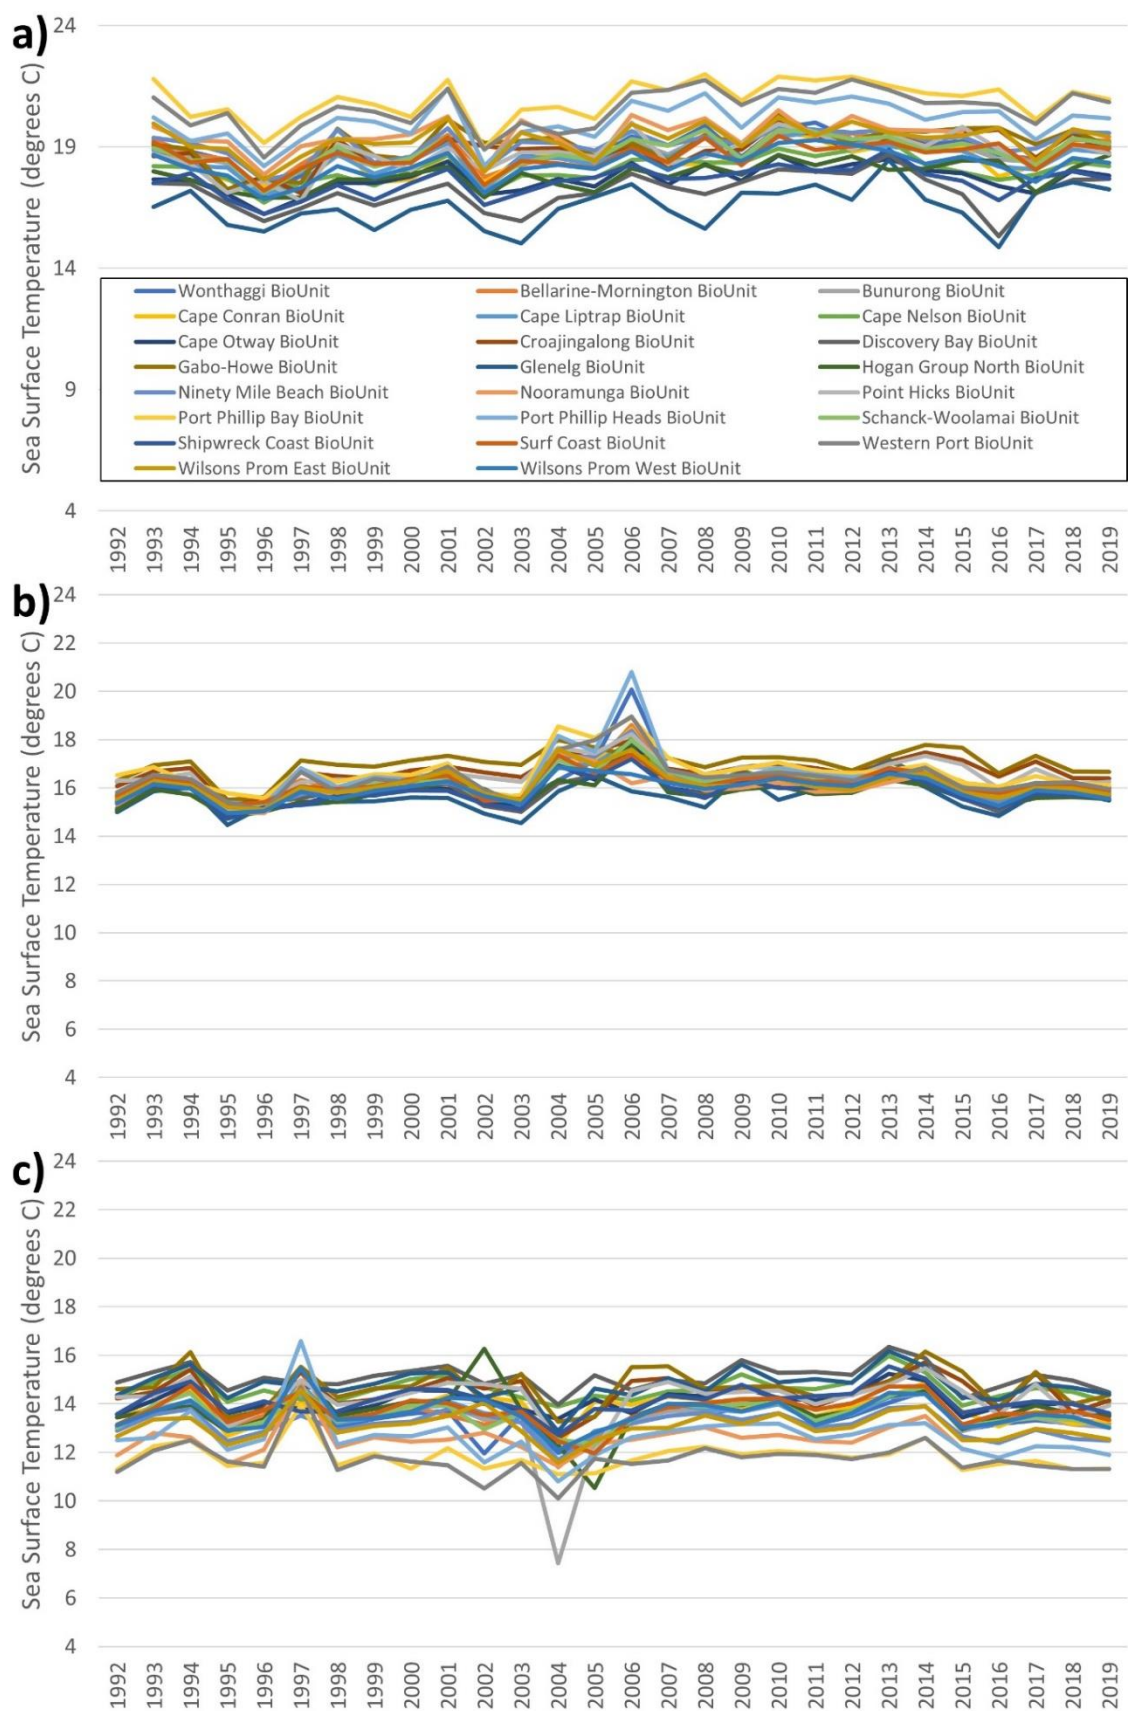 a)
Sea Surface Temperature (degrees C)
24
19
14
9
4
Wonthaggi BioUnit Bellarine-Mornington BioUnit Bunurong BioUnit
Cape Conran BioUnit Cape Liptrap BioUnit Cape Nelson BioUnit
Cape Otway BioUnit Croajingalong BioUnit Discovery Bay BioUnit
Gabo-Howe BioUnit Glenelg BioUnit Hogan Group North BioUnit
Ninety Mile Beach BioUnit Nooramunga BioUnit Point Hicks BioUnit
Port Phillip Bay BioUnit Port Phillip Heads BioUnit Schanck-Woolamai BioUnit
Shipwreck Coast BioUnit Surf Coast BioUnit Western Port BioUnit
Wilsons Prom East BioUnit Wilsons Prom West BioUnit
1992 1993 1994 1995 1996 1997 1998 1999 2000 2001 2002 2003 2004 2005 2006 2007 2008 2009 2010 2011 2012 2013 2014 2015 2016 2017 2018 2019
b)
Sea Surface Temperature (degrees C)
24
22
20
18
16
14
12
10
8
6
4
1992 1993 1994 1995 1996 1997 1998 1999 2000 2001 2002 2003 2004 2005 2006 2007 2008 2009 2010 2011 2012 2013 2014 2015 2016 2017 2018 2019
c)
Sea Surface Temperature (degrees C)
24
22
20
18
16
14
12
10
8
6
4
1992 1993 1994 1995 1996 1997 1998 1999 2000 2001 2002 2003 2004 2005 2006 2007 2008 2009 2010 2011 2012 2013 2014 2015 2016 2017 2018 2019